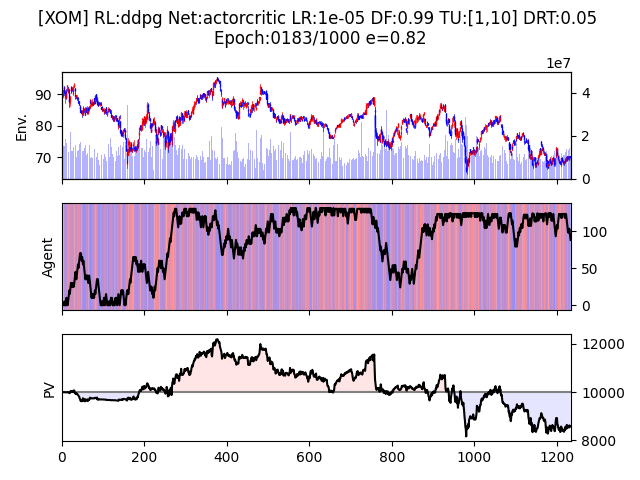 [XOM] RL:ddpg Net:actorcritic LR:1e-05 DF:0.99 TU:[1,10] DRT:0.05
Epoch:0183/1000 e=0.82
1e7
90
80
70
Env.
4
2
0
Agent
100
50
0
PV
12000
10000
8000
0 200 400 600 800 1000 1200